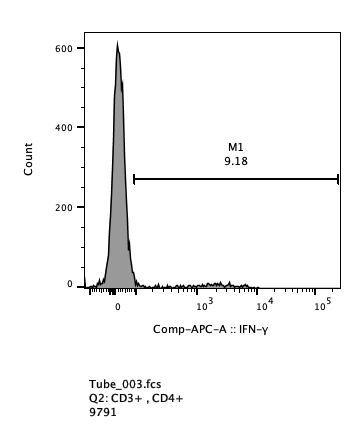 600
400
200
0
Count
M1
9.18
0
10³
10⁴
10⁵
Comp-APC-A :: IFN-γ
Tube_003.fcs
Q2: CD3+ , CD4+
9791